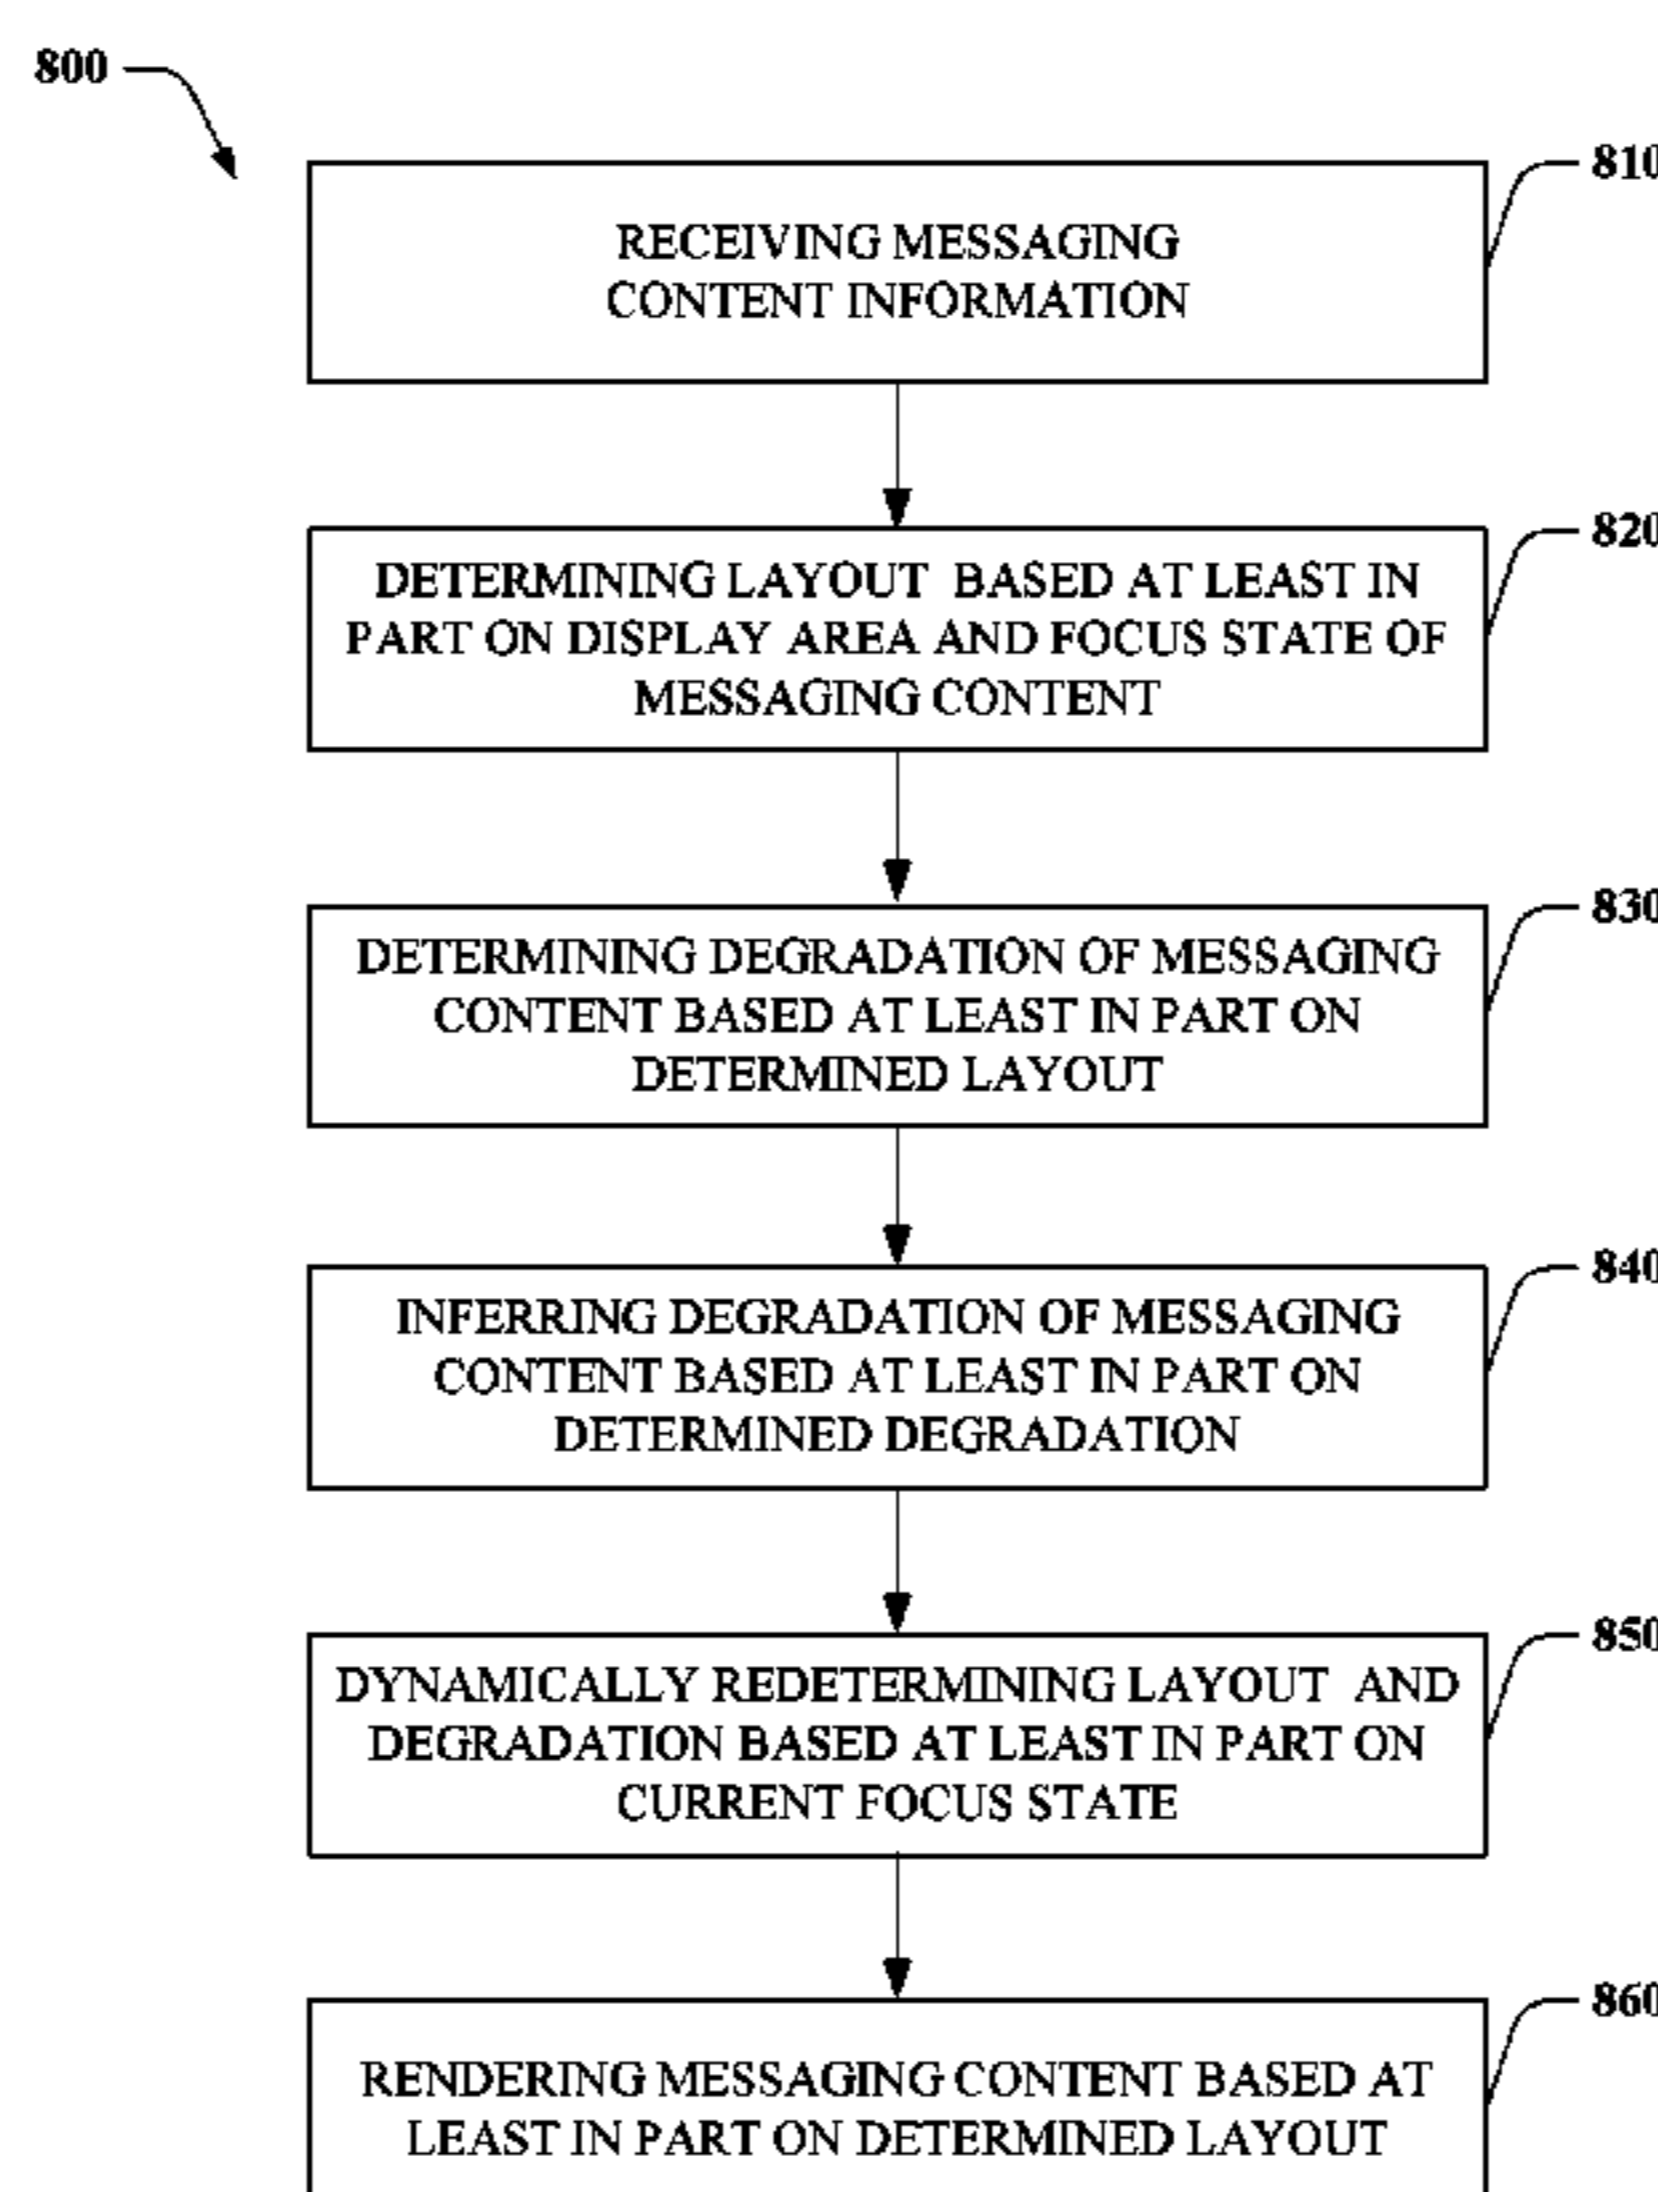 800
810
RECEIVING MESSAGING
CONTENT INFORMATION
820
DETERMINING LAYOUT BASED AT LEAST IN
PART ON DISPLAY AREA AND FOCUS STATE OF
MESSAGING CONTENT
830
DETERMINING DEGRADATION OF MESSAGING
CONTENT BASED AT LEAST IN PART ON
DETERMINED LAYOUT
840
INFERRING DEGRADATION OF MESSAGING
CONTENT BASED AT LEAST IN PART ON
DETERMINED DEGRADATION
850
DYNAMICALLY REDETERMINING LAYOUT AND
DEGRADATION BASED AT LEAST IN PART ON
CURRENT FOCUS STATE
860
RENDERING MESSAGING CONTENT BASED AT
LEAST IN PART ON DETERMINED LAYOUT